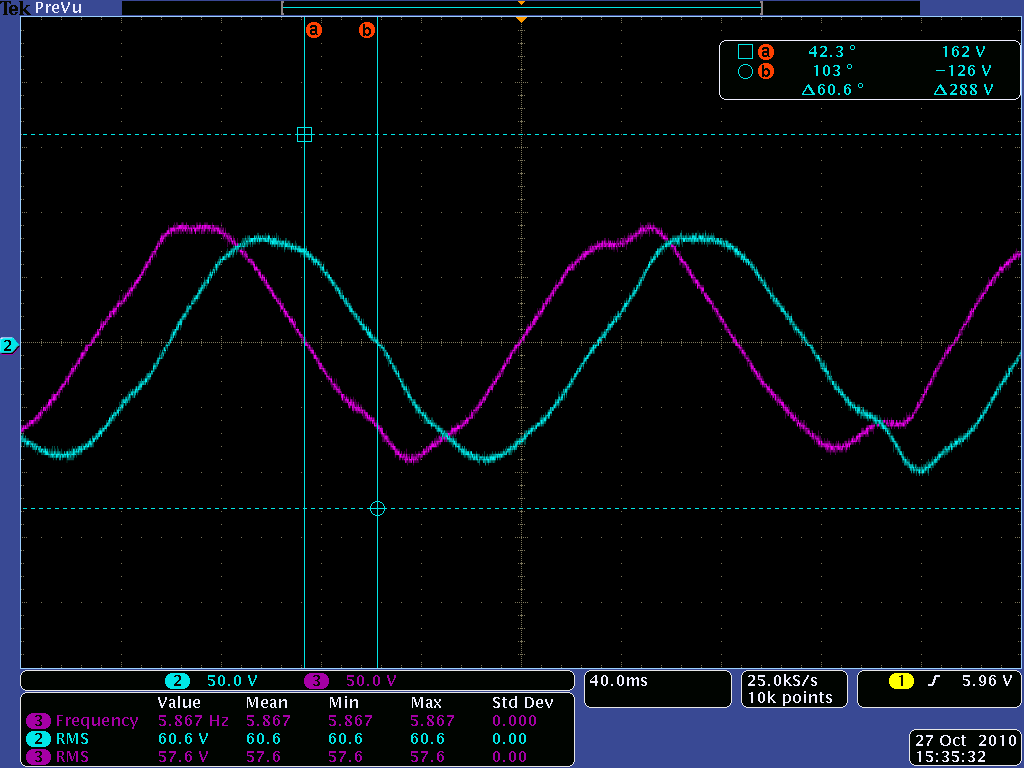 Tek PreVu
a b
a 42.3 ° 162 V
b 103 ° −126 V
Δ60.6 ° Δ288 V
2
2 50.0 V 3 50.0 V
40.0ms
25.0kS/s
10k points
1 5.96 V
Value Mean Min Max Std Dev
3 Frequency 5.867 Hz 5.867 5.867 5.867 0.000
2 RMS 60.6 V 60.6 60.6 60.6 0.00
3 RMS 57.6 V 57.6 57.6 57.6 0.00
27 Oct 2010
15:35:32